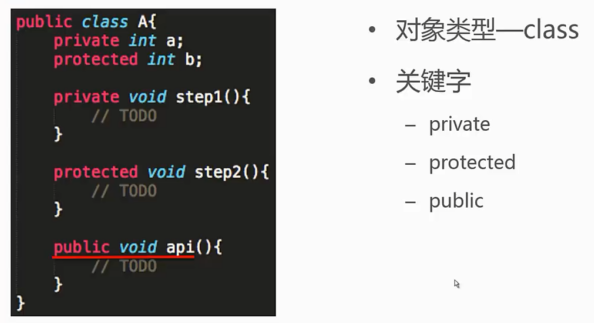 public class A{
private int a;
protected int b;
private void step1(){
// TODO
}
protected void step2(){
// TODO
}
public void api(){
// TODO
}
}
• 对象类型—class
• 关键字
– private
– protected
– public